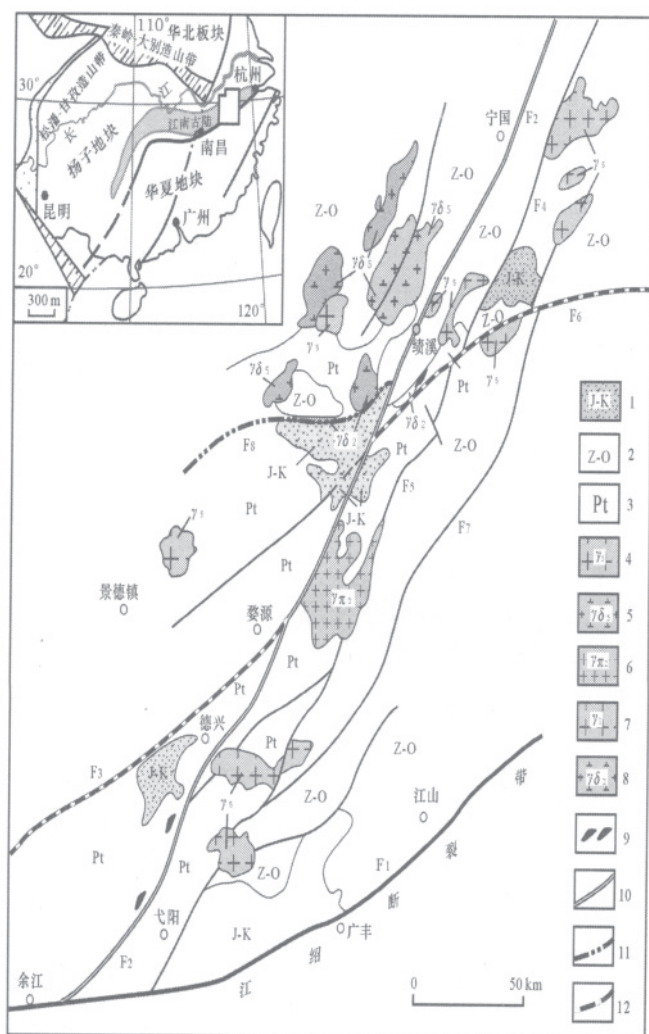 110° 华北板块
秦岭-大别造山带
30°
杭州
松潘-甘孜造山带
长
江
江南古陆
扬子地块
南昌
华夏地块
昆明
广州
20°
300 m
120°
宁国
F2
γ5
Z-O
Z-O
Z-O
γδ5
F4
Z-O
J-K
γ5
γ5
绩溪
Z-O
F6
Pt
γδ5
Pt
γ5
Z-O
γδ2
γδ2
J-K
1
F8
Pt
Z-O
J-K
F5
Z-O
2
Pt
J-K
F7
Pt
3
γ5
Pt
景德镇
γ5
4
婺源
γπ2
γδ5
5
Pt
γπ2
6
Pt
德兴
Pt
γ2
7
F3
J-K
Z-O
带
γδ2
8
γ5
Z-O
江山
裂
9
Pt
Pt
Z-O
F1
断
10
弋阳
J-K
广丰
绍
11
余江
F2
江
0
50 km
12